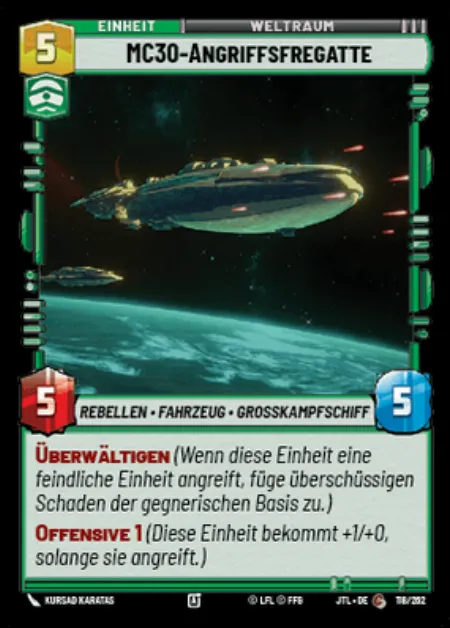 EINHEIT WELTRAUM
5 MC30-ANGRIFFSFREGATTE
5 REBELLEN • FAHRZEUG • GROSSKAMPFSCHIFF 5
ÜBERWÄLTIGEN (Wenn diese Einheit eine
feindliche Einheit angreift, füge überschüssigen
Schaden der gegnerischen Basis zu.)
OFFENSIVE 1 (Diese Einheit bekommt +1/+0,
solange sie angreift.)
KURSAD KARATAS © LFL © FFG JTL • DE 118/262